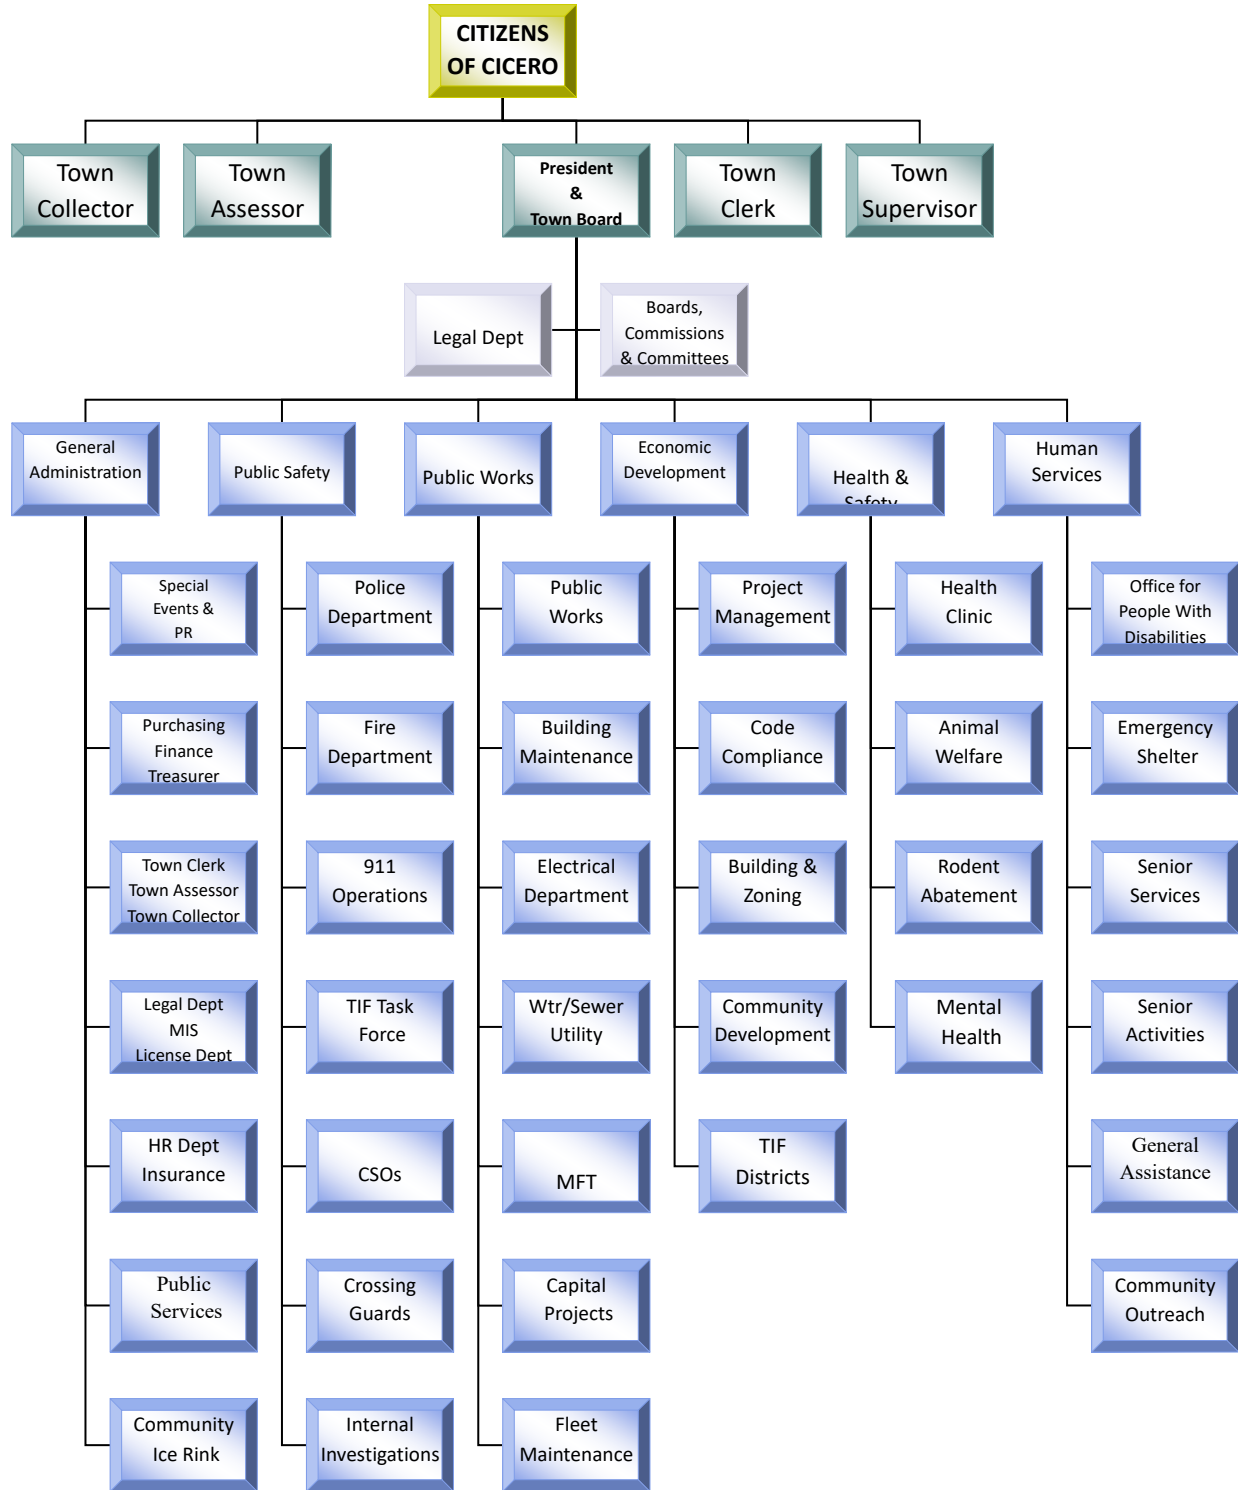 CITIZENS
OF CICERO
Town
Collector
Town
Assessor
President
&
Town Board
Town
Clerk
Town
Supervisor
Legal Dept
Boards,
Commissions
& Committees
General
Administration
Public Safety
Public Works
Economic
Development
Health &
Safety
Human
Services
Special
Events &
PR
Police
Department
Public
Works
Project
Management
Health
Clinic
Office for
People With
Disabilities
Purchasing
Finance
Treasurer
Fire
Department
Building
Maintenance
Code
Compliance
Animal
Welfare
Emergency
Shelter
Town Clerk
Town Assessor
Town Collector
911
Operations
Electrical
Department
Building &
Zoning
Rodent
Abatement
Senior
Services
Legal Dept
MIS
License Dept
TIF Task
Force
Wtr/Sewer
Utility
Community
Development
Mental
Health
Senior
Activities
HR Dept
Insurance
CSOs
MFT
TIF
Districts
General
Assistance
Public
Services
Crossing
Guards
Capital
Projects
Community
Outreach
Community
Ice Rink
Internal
Investigations
Fleet
Maintenance